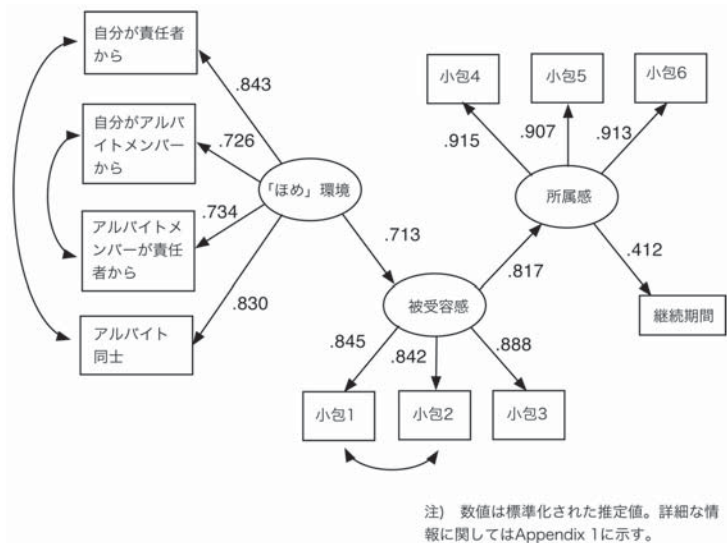 自分が責任者
から
.843
自分がアルバ
イトメンバー
から
.726
アルバイトメ
ンバーが責任
者から
.734
アルバイト
同士
.830
「ほめ」環境
.713
被受容感
.845
.842
.888
小包1
小包2
小包3
.817
所属感
小包4
小包5
小包6
.915
.907
.913
.412
継続期間
注) 数値は標準化された推定値。詳細な情
報に関してはAppendix 1に示す。